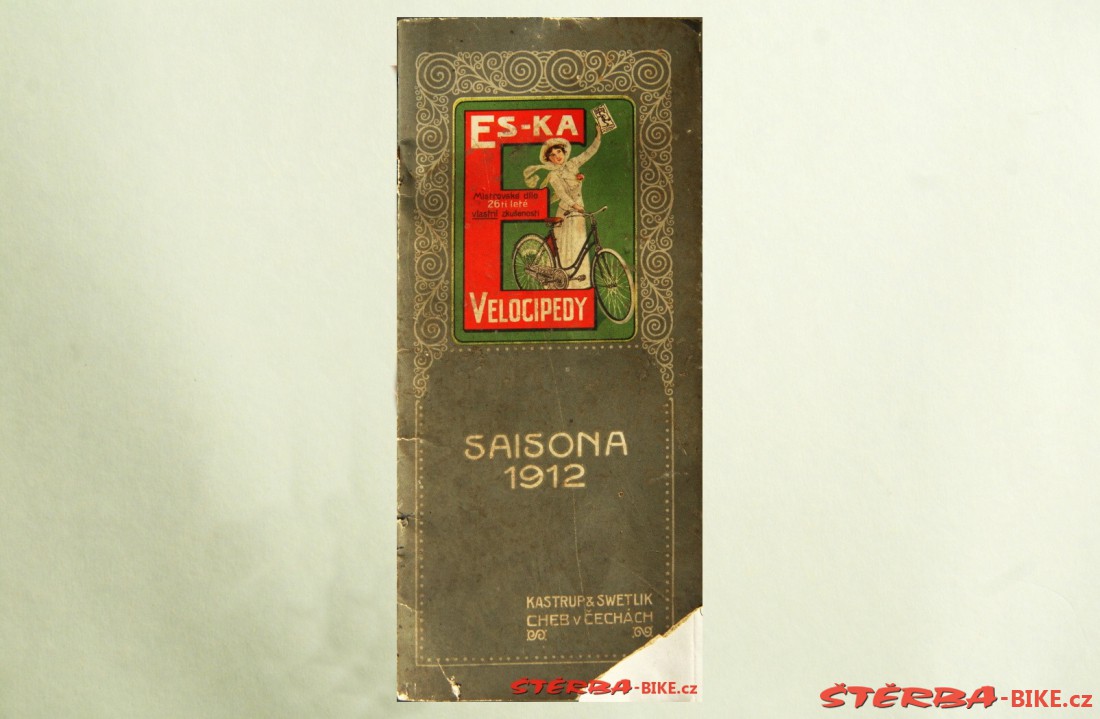 ES-KA
Mistrovské dílo
26ti leté
vlastní zkušenosti
VELOCIPEDY
SAISONA
1912
KASTRUP & SWETLIK
CHEB V ČECHÁCH
ŠTĚRBA-BIKE.cz
ŠTĚRBA-BIKE.cz